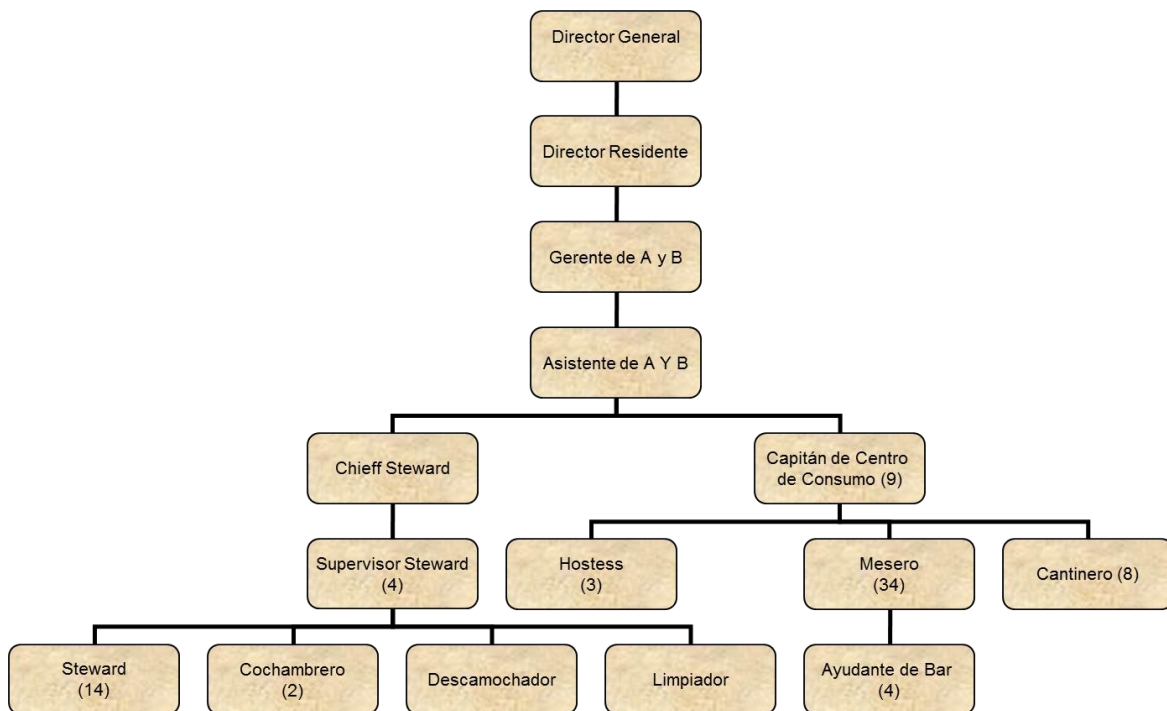 Director General
Director Residente
Gerente de A y B
Asistente de A Y B
Chieff Steward
Capitán de Centro
de Consumo (9)
Supervisor Steward
(4)
Hostess
(3)
Mesero
(34)
Cantinero (8)
Steward
(14)
Cochambrero
(2)
Descamochador
Limpiador
Ayudante de Bar
(4)